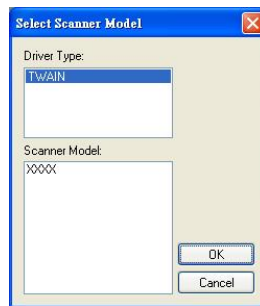 Select Scanner Model
Driver Type:
TWAIN
Scanner Model:
XXXX
OK
Cancel